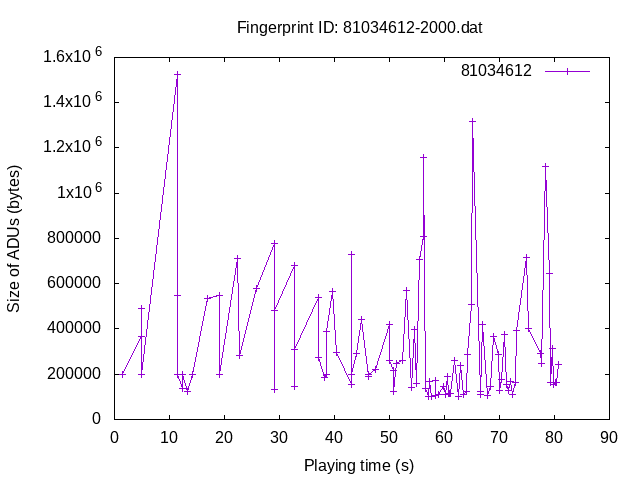 Fingerprint ID: 81034612-2000.dat
81034612
Size of ADUs (bytes)
1.6x10^6
1.4x10^6
1.2x10^6
1x10^6
800000
600000
400000
200000
0
0 10 20 30 40 50 60 70 80 90
Playing time (s)